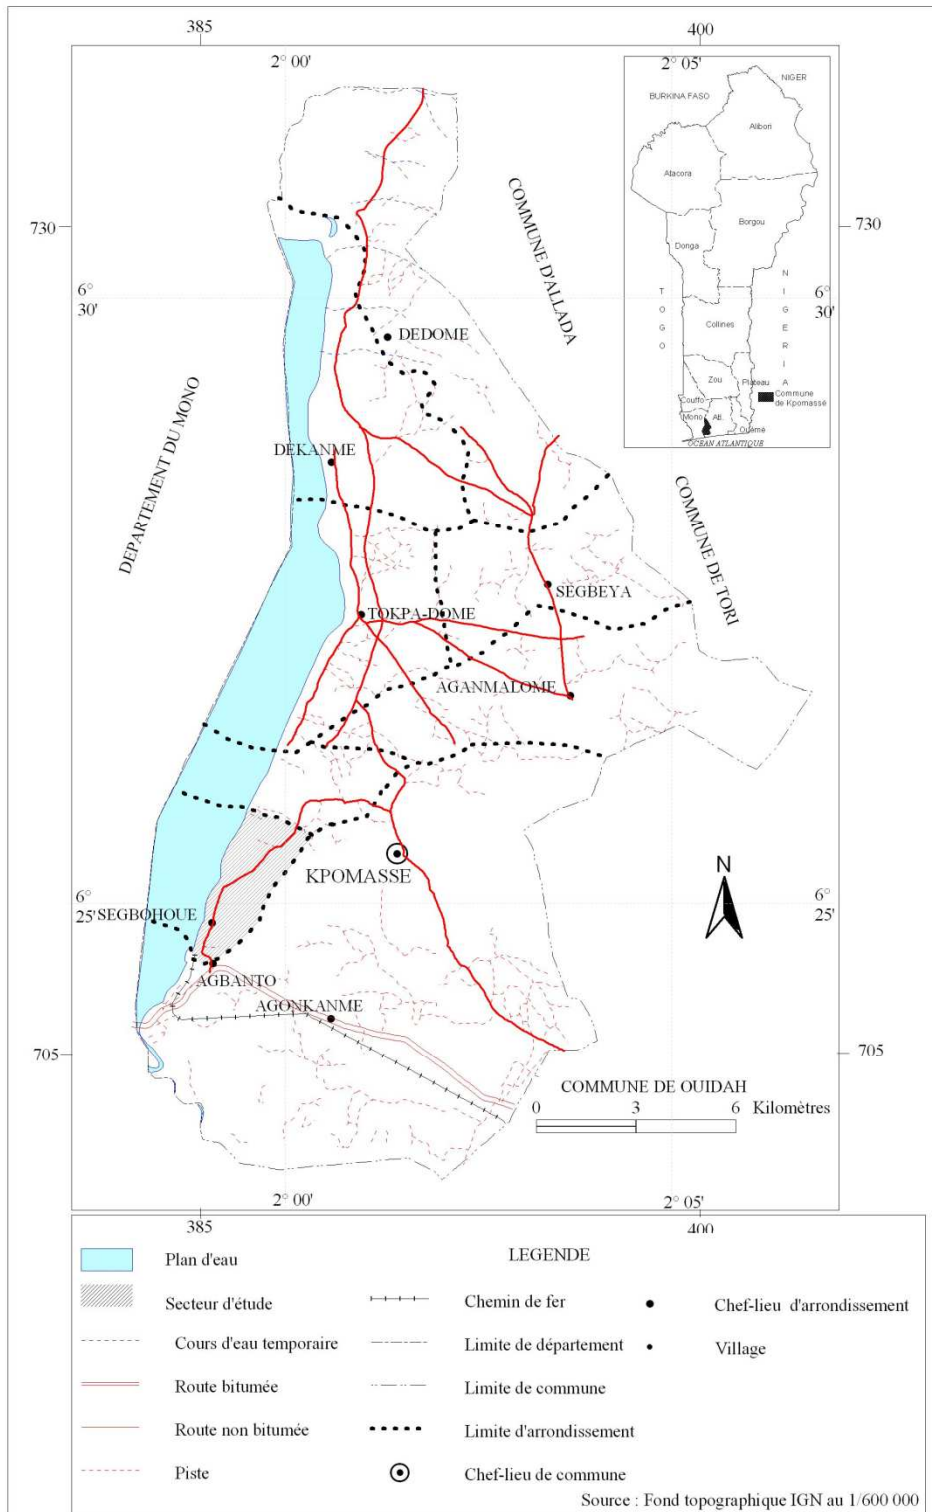 385
400
2° 00'
2° 05'
BURKINA FASO
NIGER
Alibori
Atacora
Borgou
Donga
TOGO
NIGERIA
Collines
Zou
Plateau
Couffo
Mono
Atl.
Ouémé
Commune
de Kpomassé
OCEAN ATLANTIQUE
730
730
6°
30'
6°
30'
COMMUNE D'ALLADA
DEDOME
DEPARTEMENT DU MONO
DEKANME
COMMUNE DE TORI
SEGBEYA
TOKPA-DOME
AGANMALOME
KPOMASSE
N
6°
25'
6°
25'
SEGBOHOUE
AGBANTO
AGONKANME
705
705
COMMUNE DE OUIDAH
0 3 6 Kilomètres
2° 00'
2° 05'
385
400
LEGENDE
Plan d'eau
Secteur d'étude
Cours d'eau temporaire
Route bitumée
Route non bitumée
Piste
Chemin de fer
Limite de département
Limite de commune
Limite d'arrondissement
Chef-lieu de commune
Chef-lieu d'arrondissement
Village
Source : Fond topographique IGN au 1/600 000